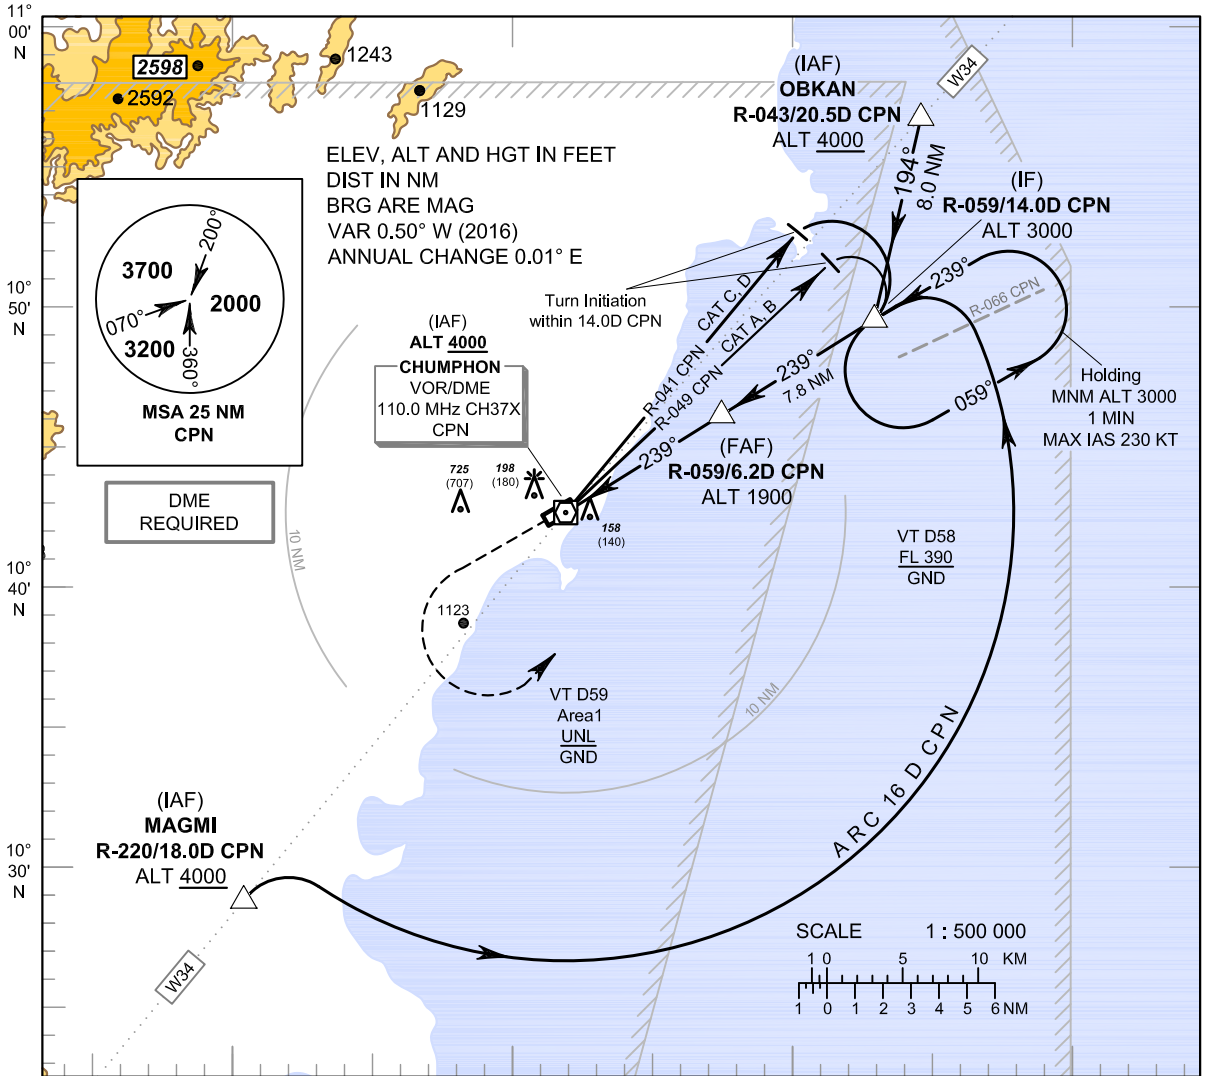 11°
00'
N
2598
2592
1243
1129
(IAF)
OBKAN
R-043/20.5D CPN
ALT 4000
W34
ELEV, ALT AND HGT IN FEET
DIST IN NM
BRG ARE MAG
VAR 0.50° W (2016)
ANNUAL CHANGE 0.01° E
194°
8.0 NM
(IF)
R-059/14.0D CPN
ALT 3000
200°
3700
2000
070°
3200
360°
MSA 25 NM
CPN
10°
50'
N
Turn Initiation
within 14.0D CPN
239°
R-066 CPN
059°
Holding
MNM ALT 3000
1 MIN
MAX IAS 230 KT
(IAF)
ALT 4000
CHUMPHON
VOR/DME
110.0 MHz CH37X
CPN
R-041 CPN CAT C, D
R-049 CPN CAT A, B
239°
7.8 NM
239°
(FAF)
R-059/6.2D CPN
ALT 1900
DME
REQUIRED
725
(707)
198
(180)
158
(140)
10 NM
VT D58
FL 390
GND
10°
40'
N
1123
VT D59
Area1
UNL
GND
10 NM
ARC 16 D CPN
(IAF)
MAGMI
R-220/18.0D CPN
ALT 4000
10°
30'
N
W34
SCALE 1 : 500 000
1 0 5 10 KM
1 0 1 2 3 4 5 6 NM